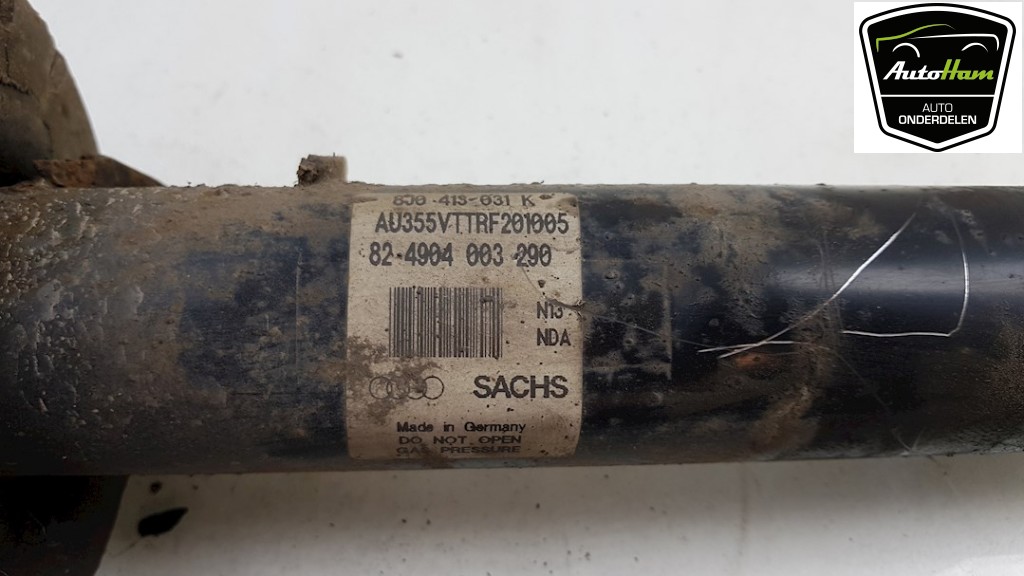 8J0 413-031 K
AU355VTTRF201005
82 4904 003 290
N13
NDA
SACHS
Made in Germany
DO NOT OPEN
GAS PRESSURE
AutoHam
AUTO
ONDERDELEN